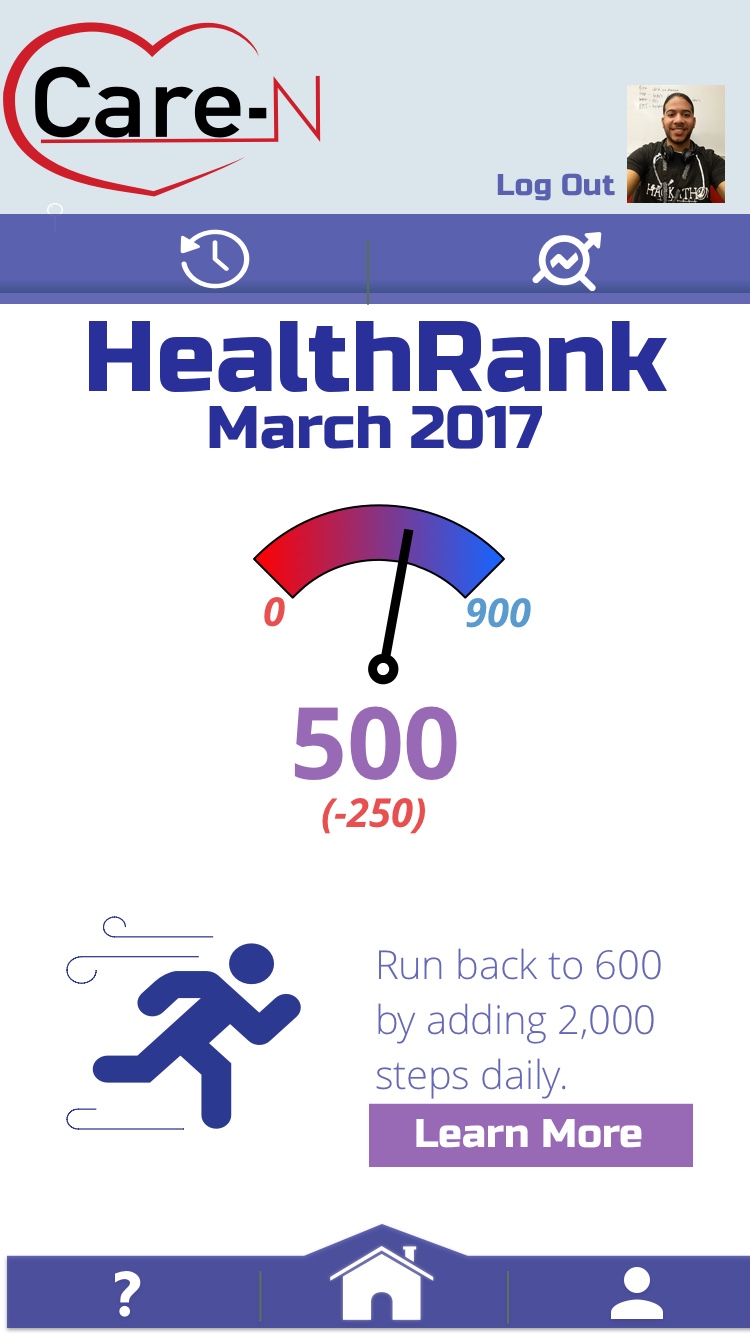 Care-N
Log Out
HACKATHO
HealthRank
March 2017
0
900
500
(-250)
Run back to 600
by adding 2,000
steps daily.
Learn More
?